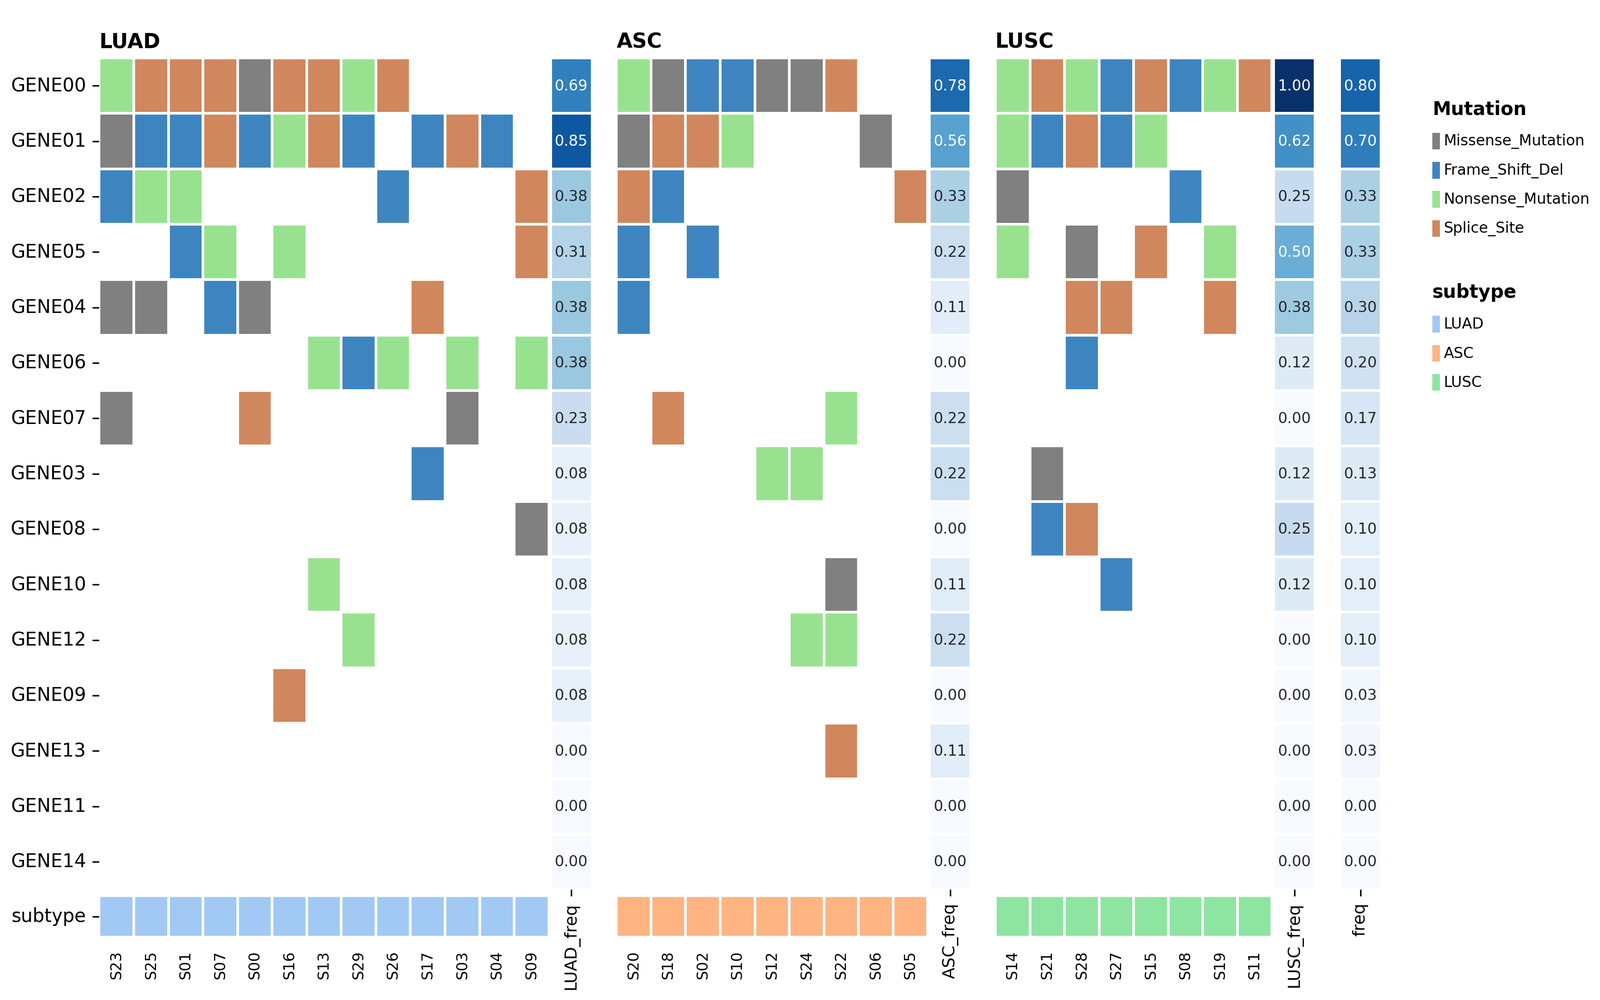 LUAD ASC LUSC
GENE00 0.69 0.78 1.00 0.80
GENE01 0.85 0.56 0.62 0.70
GENE02 0.38 0.33 0.25 0.33
GENE05 0.31 0.22 0.50 0.33
GENE04 0.38 0.11 0.38 0.30
GENE06 0.38 0.00 0.12 0.20
GENE07 0.23 0.22 0.00 0.17
GENE03 0.08 0.22 0.12 0.13
GENE08 0.08 0.00 0.25 0.10
GENE10 0.08 0.11 0.12 0.10
GENE12 0.08 0.22 0.00 0.10
GENE09 0.08 0.00 0.00 0.03
GENE13 0.00 0.11 0.00 0.03
GENE11 0.00 0.00 0.00 0.00
GENE14 0.00 0.00 0.00 0.00
subtype
S23 S25 S01 S07 S00 S16 S13 S29 S26 S17 S03 S04 S09 LUAD_freq S20 S18 S02 S10 S12 S24 S22 S06 S05 ASC_freq S14 S21 S28 S27 S15 S08 S19 S11 LUSC_freq freq
Mutation
Missense_Mutation
Frame_Shift_Del
Nonsense_Mutation
Splice_Site
subtype
LUAD
ASC
LUSC